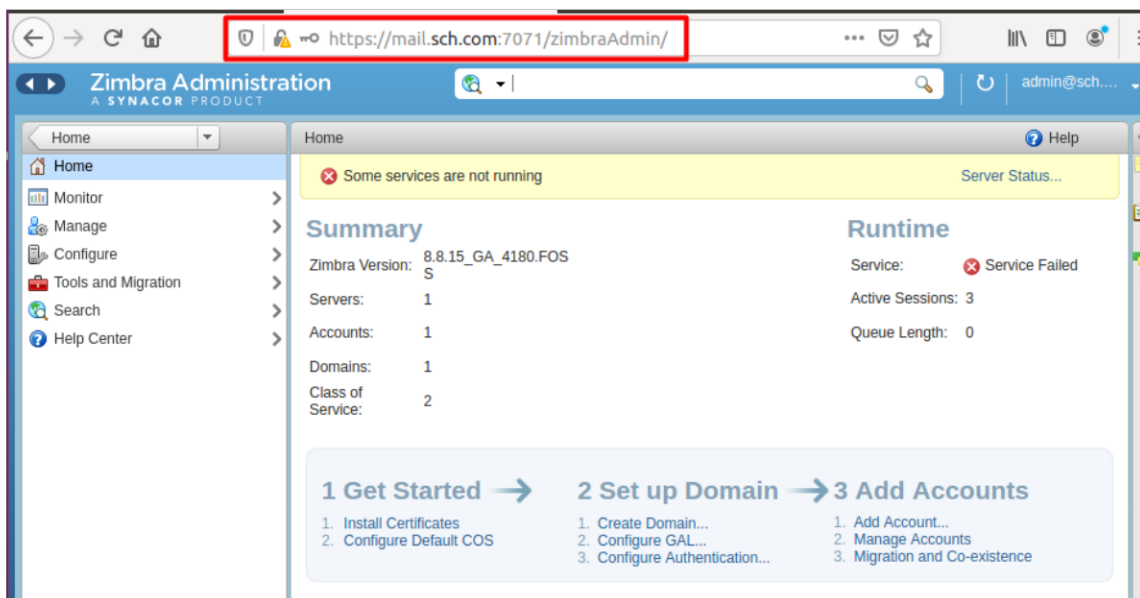 https://mail.sch.com:7071/zimbraAdmin/
Zimbra Administration
A SYNACOR PRODUCT
admin@sch....
Home
Home
Help
Home
Monitor
Manage
Configure
Tools and Migration
Search
Help Center
Some services are not running
Server Status...
Summary
Zimbra Version: 8.8.15_GA_4180.FOS
S
Servers: 1
Accounts: 1
Domains: 1
Class of
Service: 2
Runtime
Service: Service Failed
Active Sessions: 3
Queue Length: 0
1 Get Started
1. Install Certificates
2. Configure Default COS
2 Set up Domain
1. Create Domain...
2. Configure GAL...
3. Configure Authentication...
3 Add Accounts
1. Add Account...
2. Manage Accounts
3. Migration and Co-existence